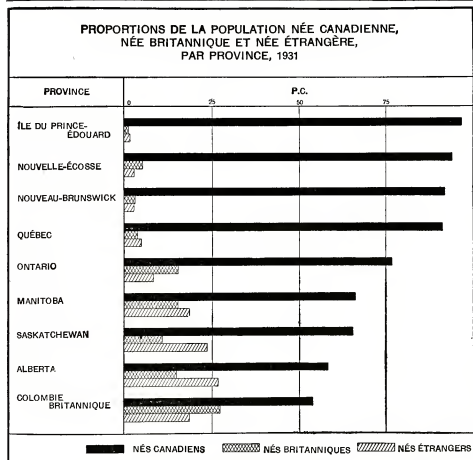 PROPORTIONS DE LA POPULATION NÉE CANADIENNE,
NÉE BRITANNIQUE ET NÉE ÉTRANGÈRE,
PAR PROVINCE, 1931
PROVINCE
P.C.
0 25 50 75
ÎLE DU PRINCE-
ÉDOUARD
NOUVELLE-ÉCOSSE
NOUVEAU-BRUNSWICK
QUÉBEC
ONTARIO
MANITOBA
SASKATCHEWAN
ALBERTA
COLOMBIE
BRITANNIQUE
NÉS CANADIENS NÉS BRITANNIQUES NÉS ÉTRANGERS